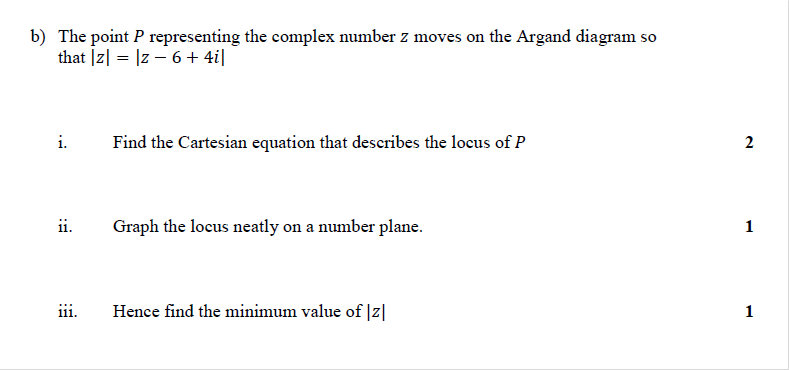 b) The point P representing the complex number z moves on the Argand diagram so
that |z| = |z − 6 + 4i|
i. Find the Cartesian equation that describes the locus of P 2
ii. Graph the locus neatly on a number plane. 1
iii. Hence find the minimum value of |z| 1